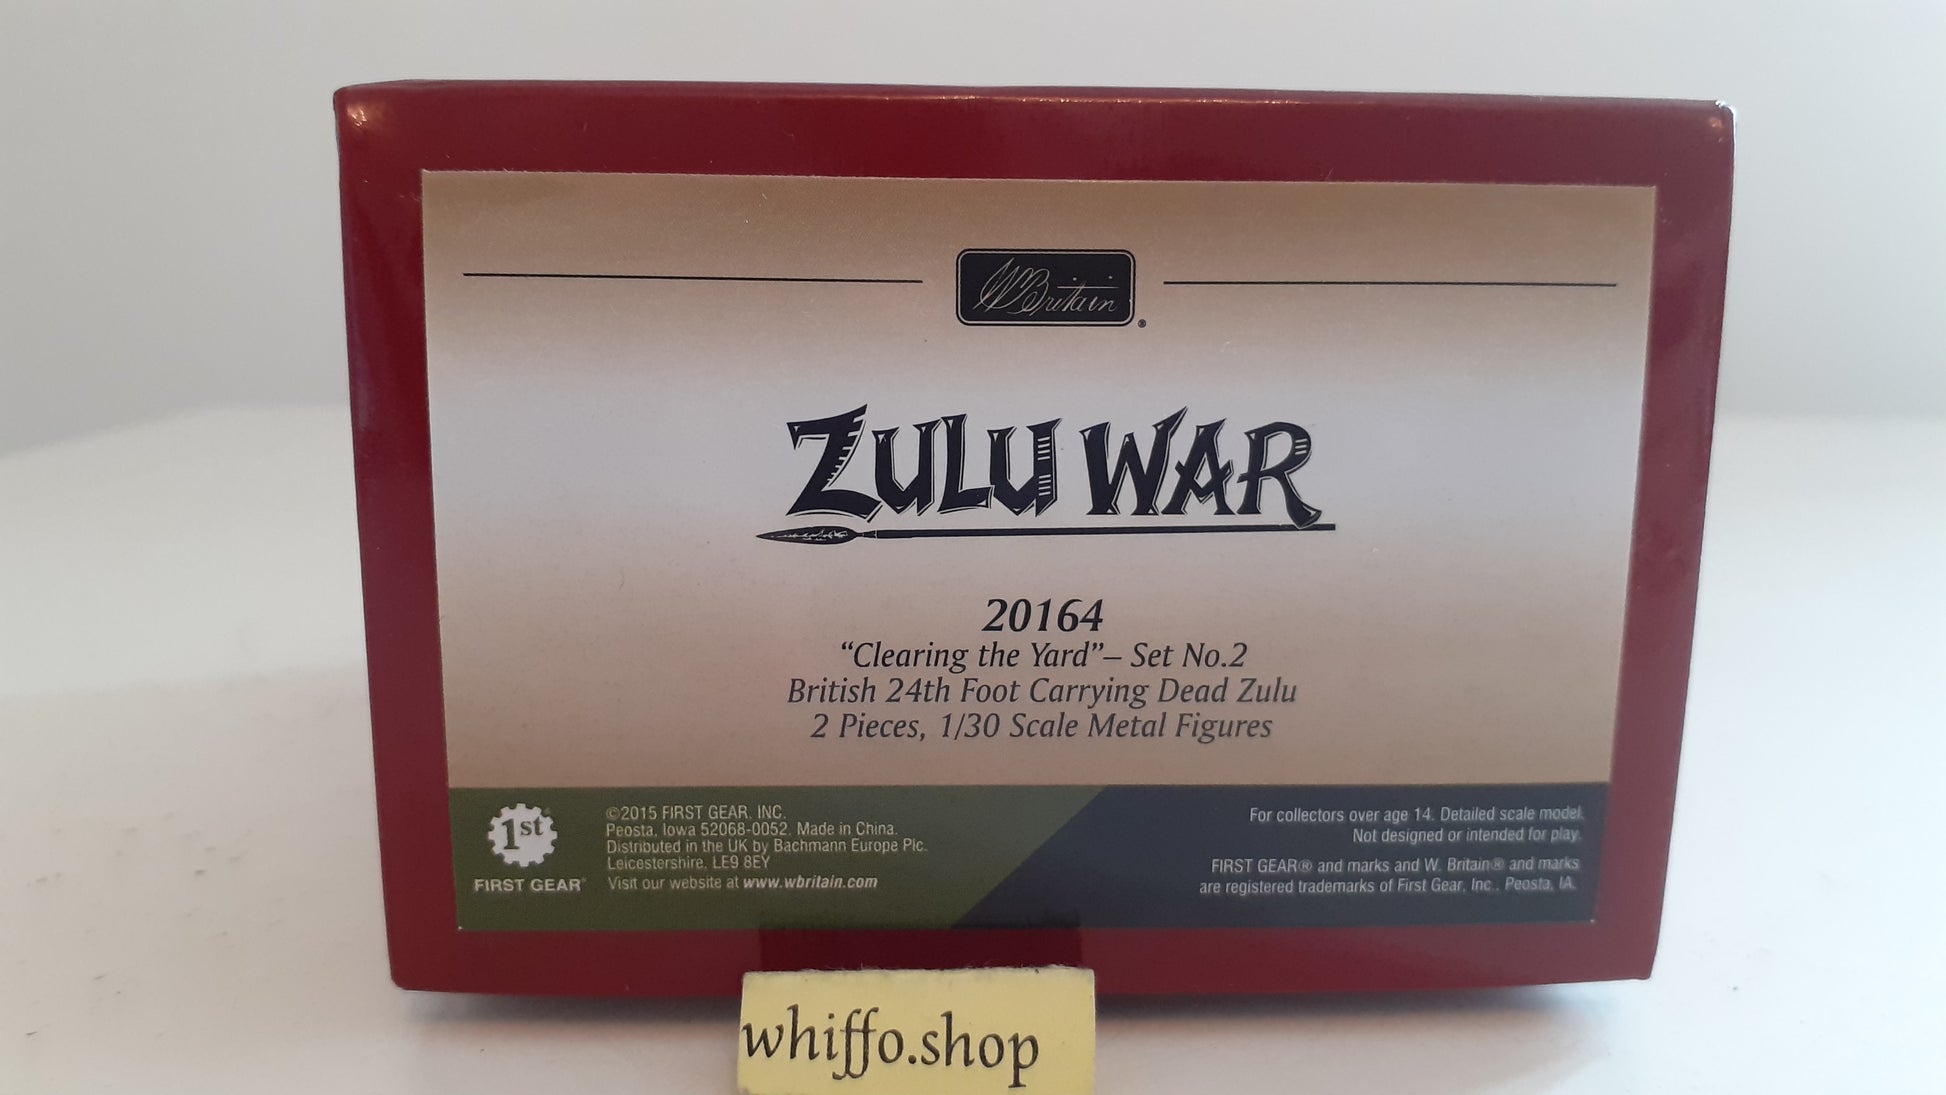 W Britain ®
ZULU WAR
20164
“Clearing the Yard”– Set No.2
British 24th Foot Carrying Dead Zulu
2 Pieces, 1/30 Scale Metal Figures
1st
FIRST GEAR®
©2015 FIRST GEAR, INC.
Peosta, Iowa 52068-0052. Made in China.
Distributed in the UK by Bachmann Europe Plc.
Leicestershire, LE9 8EY
Visit our website at www.wbritain.com
For collectors over age 14. Detailed scale model.
Not designed or intended for play.
FIRST GEAR® and marks and W. Britain® and marks
are registered trademarks of First Gear, Inc., Peosta, IA.
whiffo.shop